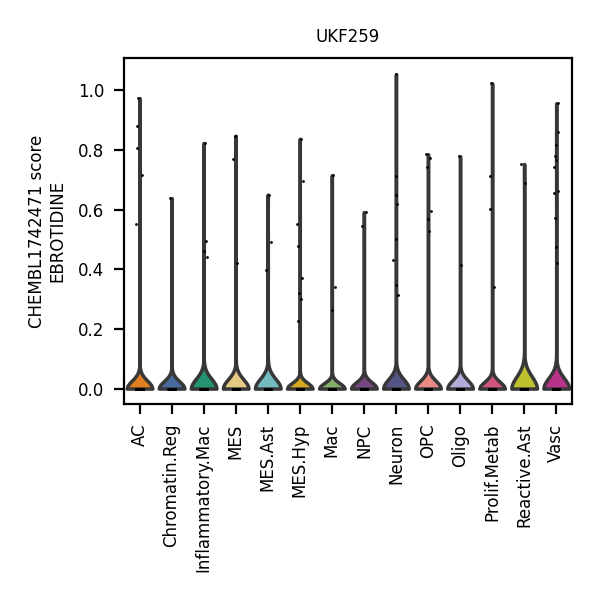 UKF259
CHEMBL1742471 score
EBROTIDINE
1.0
0.8
0.6
0.4
0.2
0.0
AC
Chromatin.Reg
Inflammatory.Mac
MES
MES.Ast
MES.Hyp
Mac
NPC
Neuron
OPC
Oligo
Prolif.Metab
Reactive.Ast
Vasc